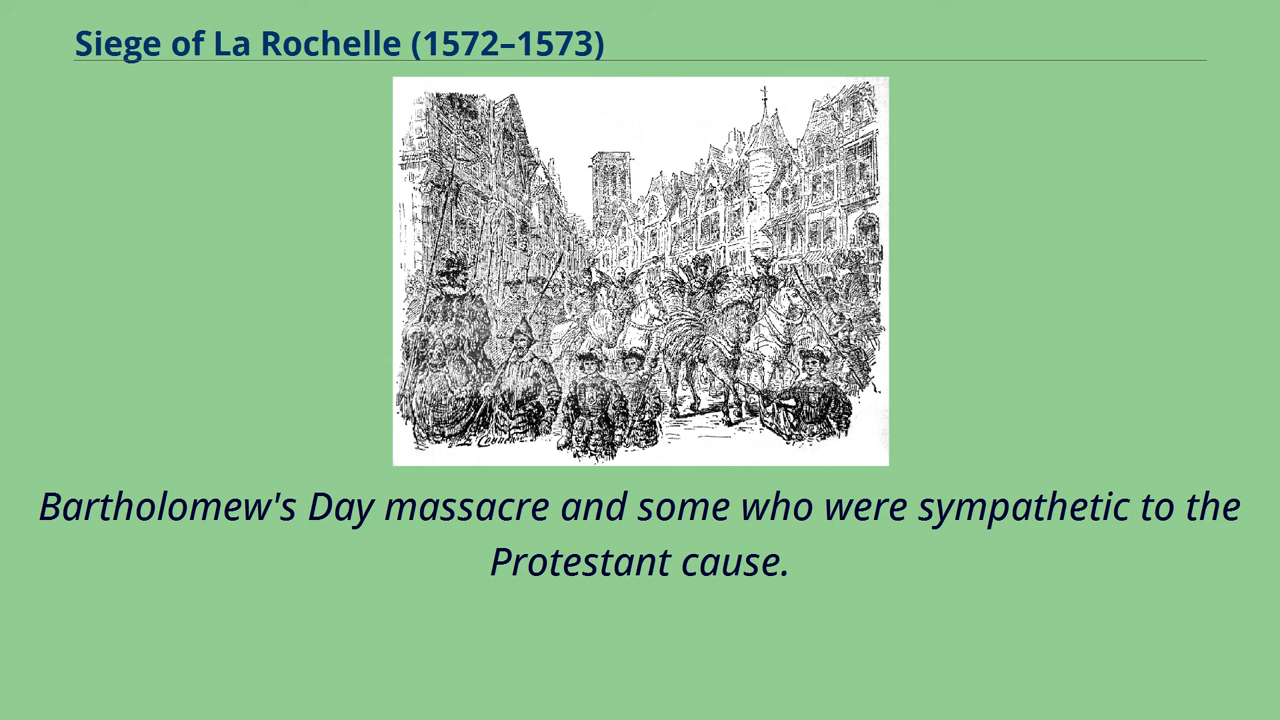 Siege of La Rochelle (1572–1573)
Bartholomew's Day massacre and some who were sympathetic to the
Protestant cause.